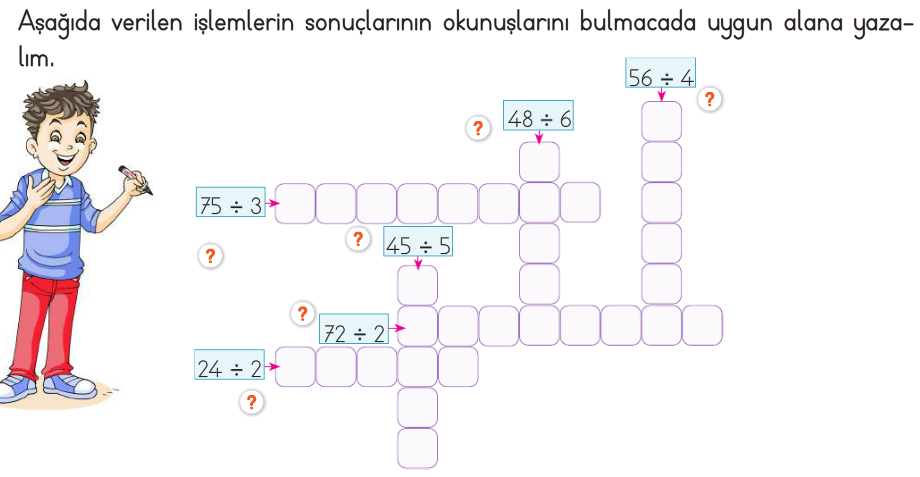 Aşağıda verilen işlemlerin sonuçlarının okunuşlarını bulmacada uygun alana yaza-
lım.
56 ÷ 4
?
48 ÷ 6
?
75 ÷ 3
?
45 ÷ 5
?
72 ÷ 2
?
24 ÷ 2
?